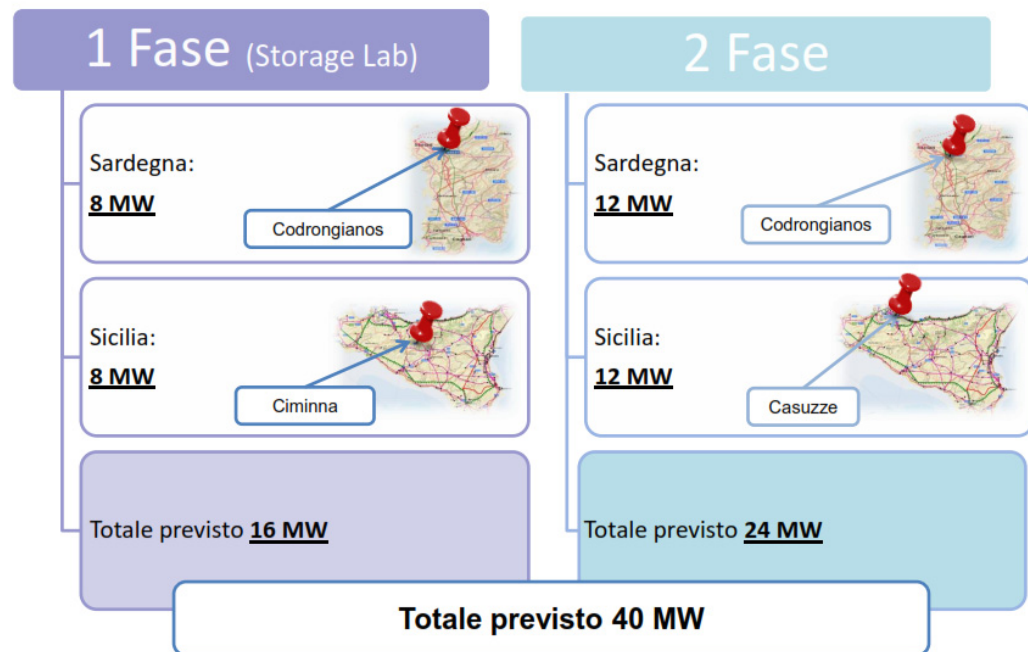 1 Fase (Storage Lab)
Sardegna:
8 MW
Codrongianos
Sicilia:
8 MW
Ciminna
Totale previsto 16 MW
2 Fase
Sardegna:
12 MW
Codrongianos
Sicilia:
12 MW
Casuzze
Totale previsto 24 MW
Totale previsto 40 MW